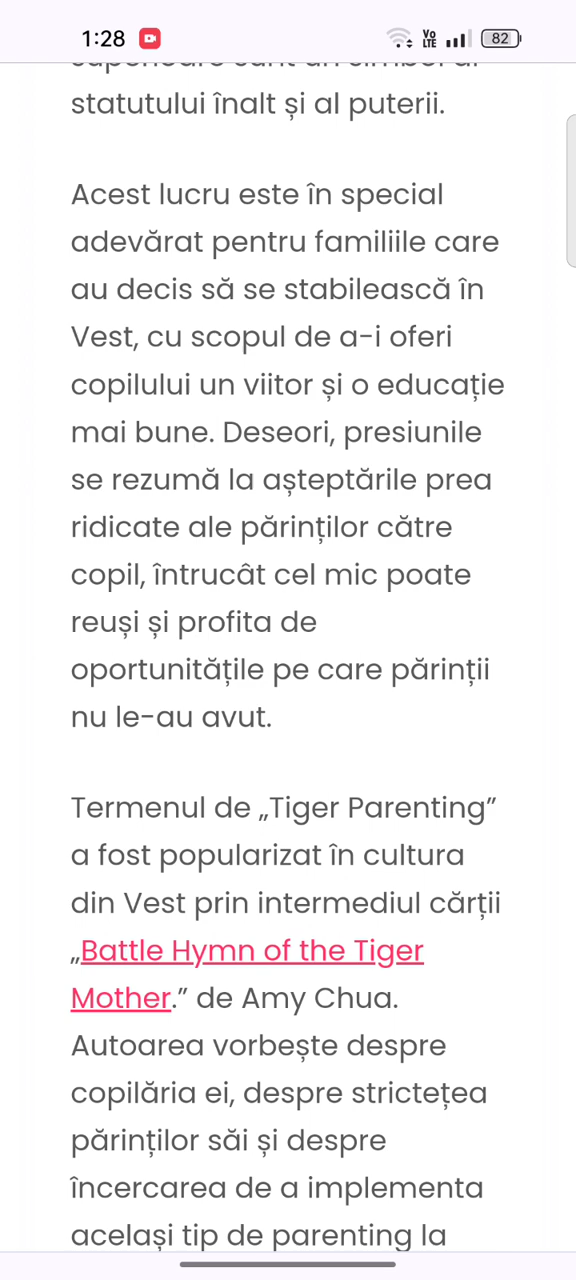 1:28
Vo
LTE
82
statutului înalt și al puterii.
Acest lucru este în special
adevărat pentru familiile care
au decis să se stabilească în
Vest, cu scopul de a-i oferi
copilului un viitor și o educație
mai bune. Deseori, presiunile
se rezumă la așteptările prea
ridicate ale părinților către
copil, întrucât cel mic poate
reuși și profita de
oportunitățile pe care părinții
nu le-au avut.
Termenul de „Tiger Parenting”
a fost popularizat în cultura
din Vest prin intermediul cărții
„Battle Hymn of the Tiger
Mother.” de Amy Chua.
Autoarea vorbește despre
copilăria ei, despre strictețea
părinților săi și despre
încercarea de a implementa
același tip de parenting la